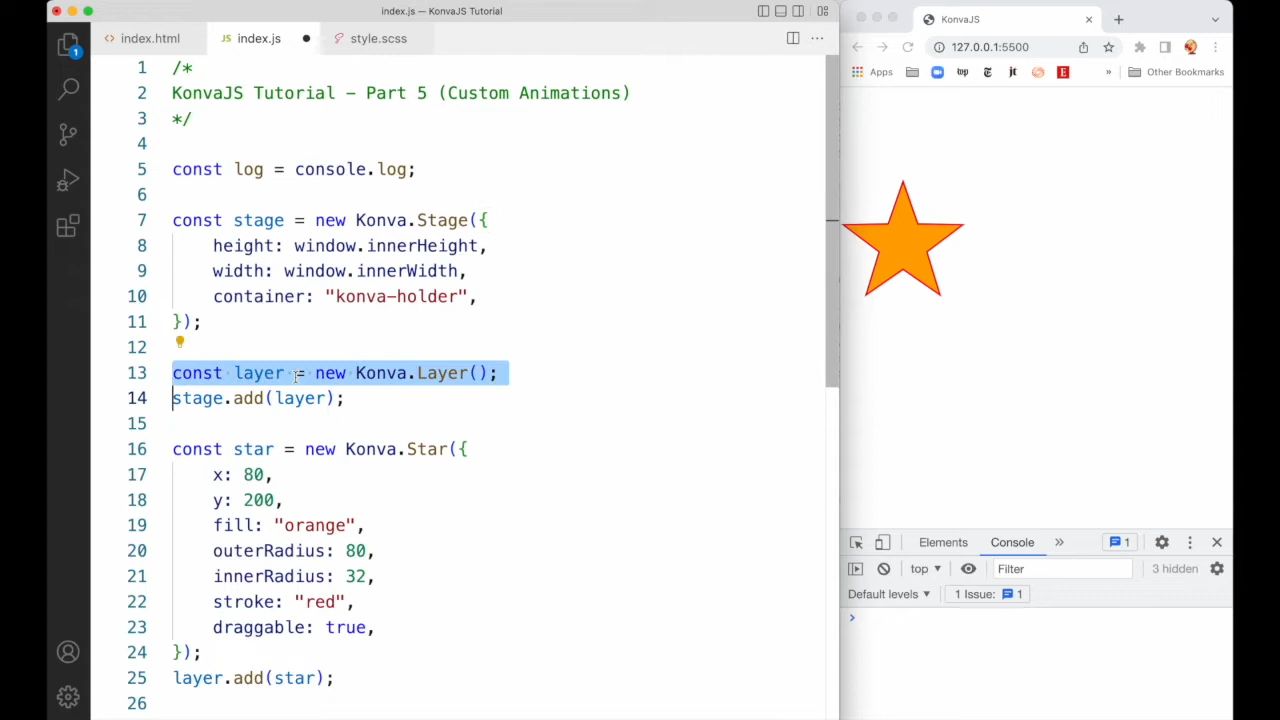 index.js — KonvaJS Tutorial
index.html
JS index.js
style.scss
1 /*
2 KonvaJS Tutorial - Part 5 (Custom Animations)
3 */
4
5 const log = console.log;
6
7 const stage = new Konva.Stage({
8 height: window.innerHeight,
9 width: window.innerWidth,
10 container: "konva-holder",
11 });
12
13 const layer = new Konva.Layer();
14 stage.add(layer);
15
16 const star = new Konva.Star({
17 x: 80,
18 y: 200,
19 fill: "orange",
20 outerRadius: 80,
21 innerRadius: 32,
22 stroke: "red",
23 draggable: true,
24 });
25 layer.add(star);
26
1
KonvaJS
127.0.0.1:5500
Apps
wp
jt
E
Other Bookmarks
Elements
Console
1
top
Filter
3 hidden
Default levels
1 Issue: 1